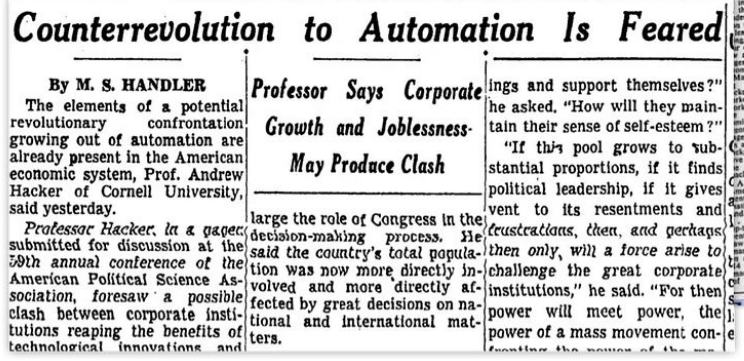 Counterrevolution to Automation Is Feared
By M. S. HANDLER
The elements of a potential
revolutionary confrontation
growing out of automation are
already present in the American
economic system, Prof. Andrew
Hacker of Cornell University,
said yesterday.
Professor Hacker, in a paper
submitted for discussion at the
59th annual conference of the
American Political Science As-
sociation, foresaw a possible
clash between corporate insti-
tutions reaping the benefits of
technological innovations and
Professor Says Corporate
Growth and Joblessness
May Produce Clash
large the role of Congress in the
decision-making process. He
said the country's total popula-
tion was now more directly in-
volved and more directly af-
fected by great decisions on na-
tional and international mat-
ters.
ings and support themselves?"
he asked. "How will they main-
tain their sense of self-esteem?"
"If this pool grows to sub-
stantial proportions, if it finds
political leadership, if it gives
vent to its resentments and
frustrations, then, and perhaps
then only, will a force arise to
challenge the great corporate
institutions," he said. "For then
power will meet power, the
power of a mass movement con-
fronting the power of the